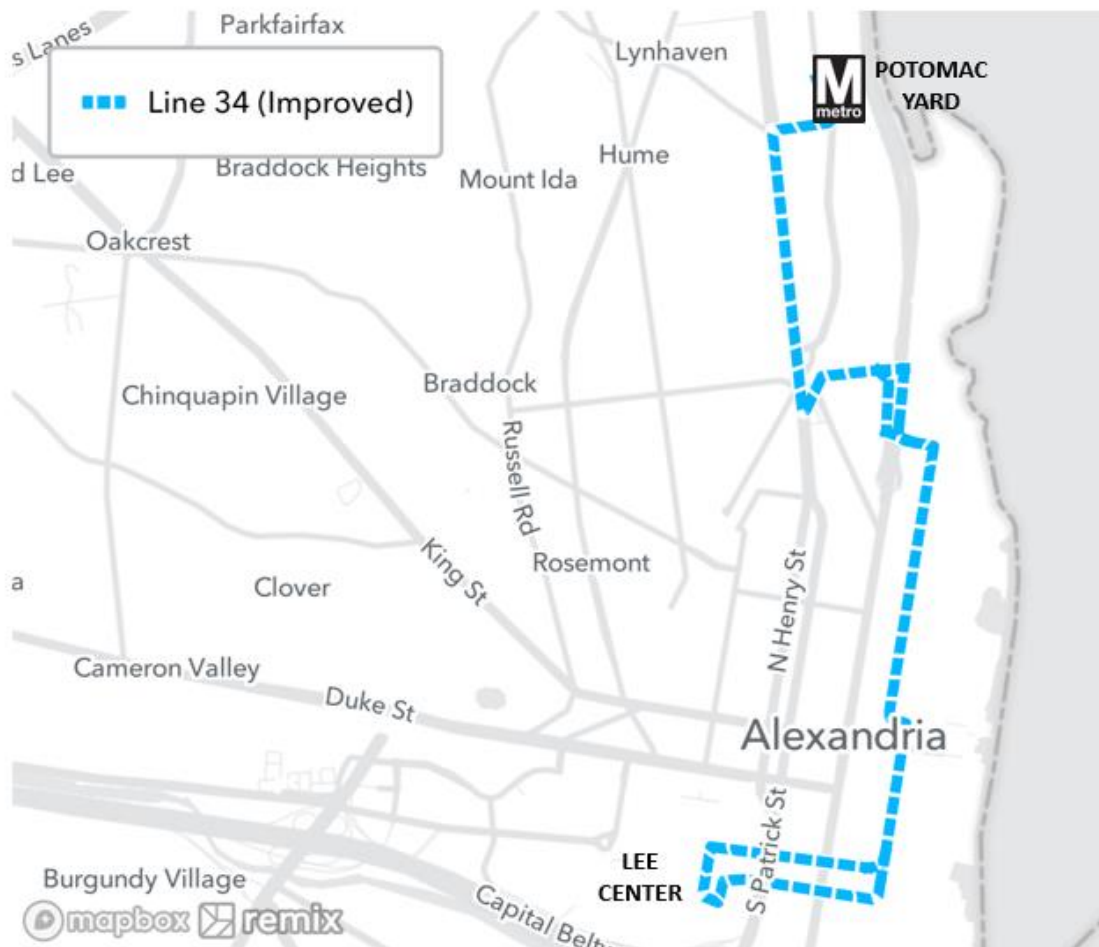 s Lanes
Parkfairfax
Lynhaven
M
metro
POTOMAC
YARD
Line 34 (Improved)
d Lee
Braddock Heights
Mount Ida
Hume
Oakcrest
Chinquapin Village
Braddock
Russell Rd
King St
Rosemont
N Henry St
a
Clover
Cameron Valley
Duke St
Alexandria
S Patrick St
LEE
CENTER
Burgundy Village
Capital Belt
mapbox remix